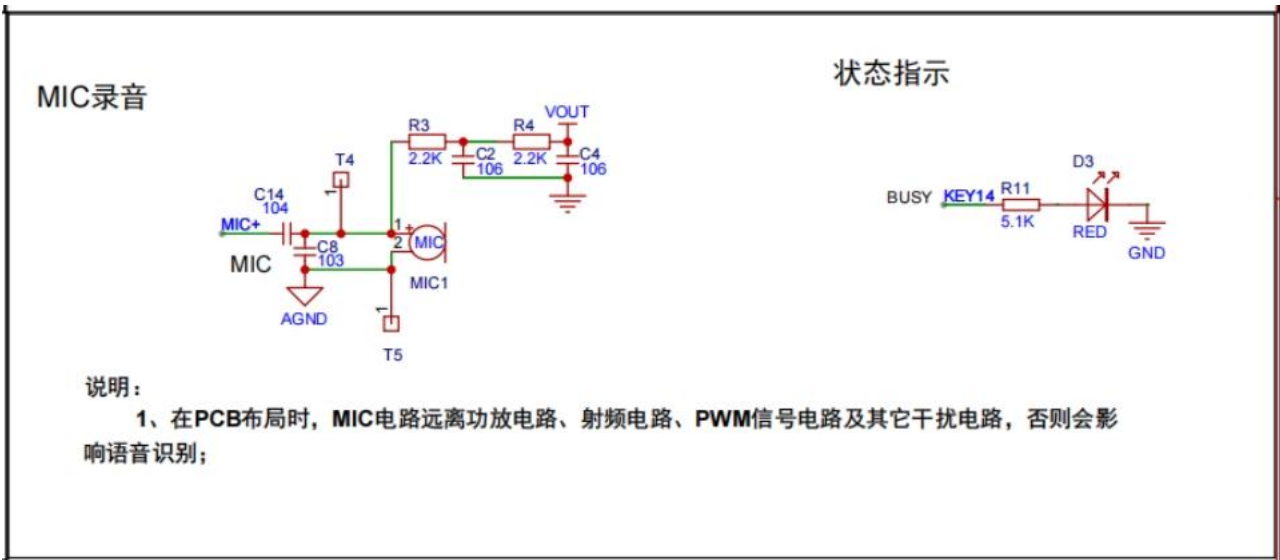 MIC录音
状态指示
VOUT
R3
R4
2.2K
C2
106
2.2K
C4
106
T4
1
C14
104
MIC+
C8
103
MIC
1
2
MIC
MIC1
AGND
1
T5
D3
BUSY
KEY14
R11
5.1K
RED
GND
说明：
1、在PCB布局时，MIC电路远离功放电路、射频电路、PWM信号电路及其它干扰电路，否则会影
响语音识别；